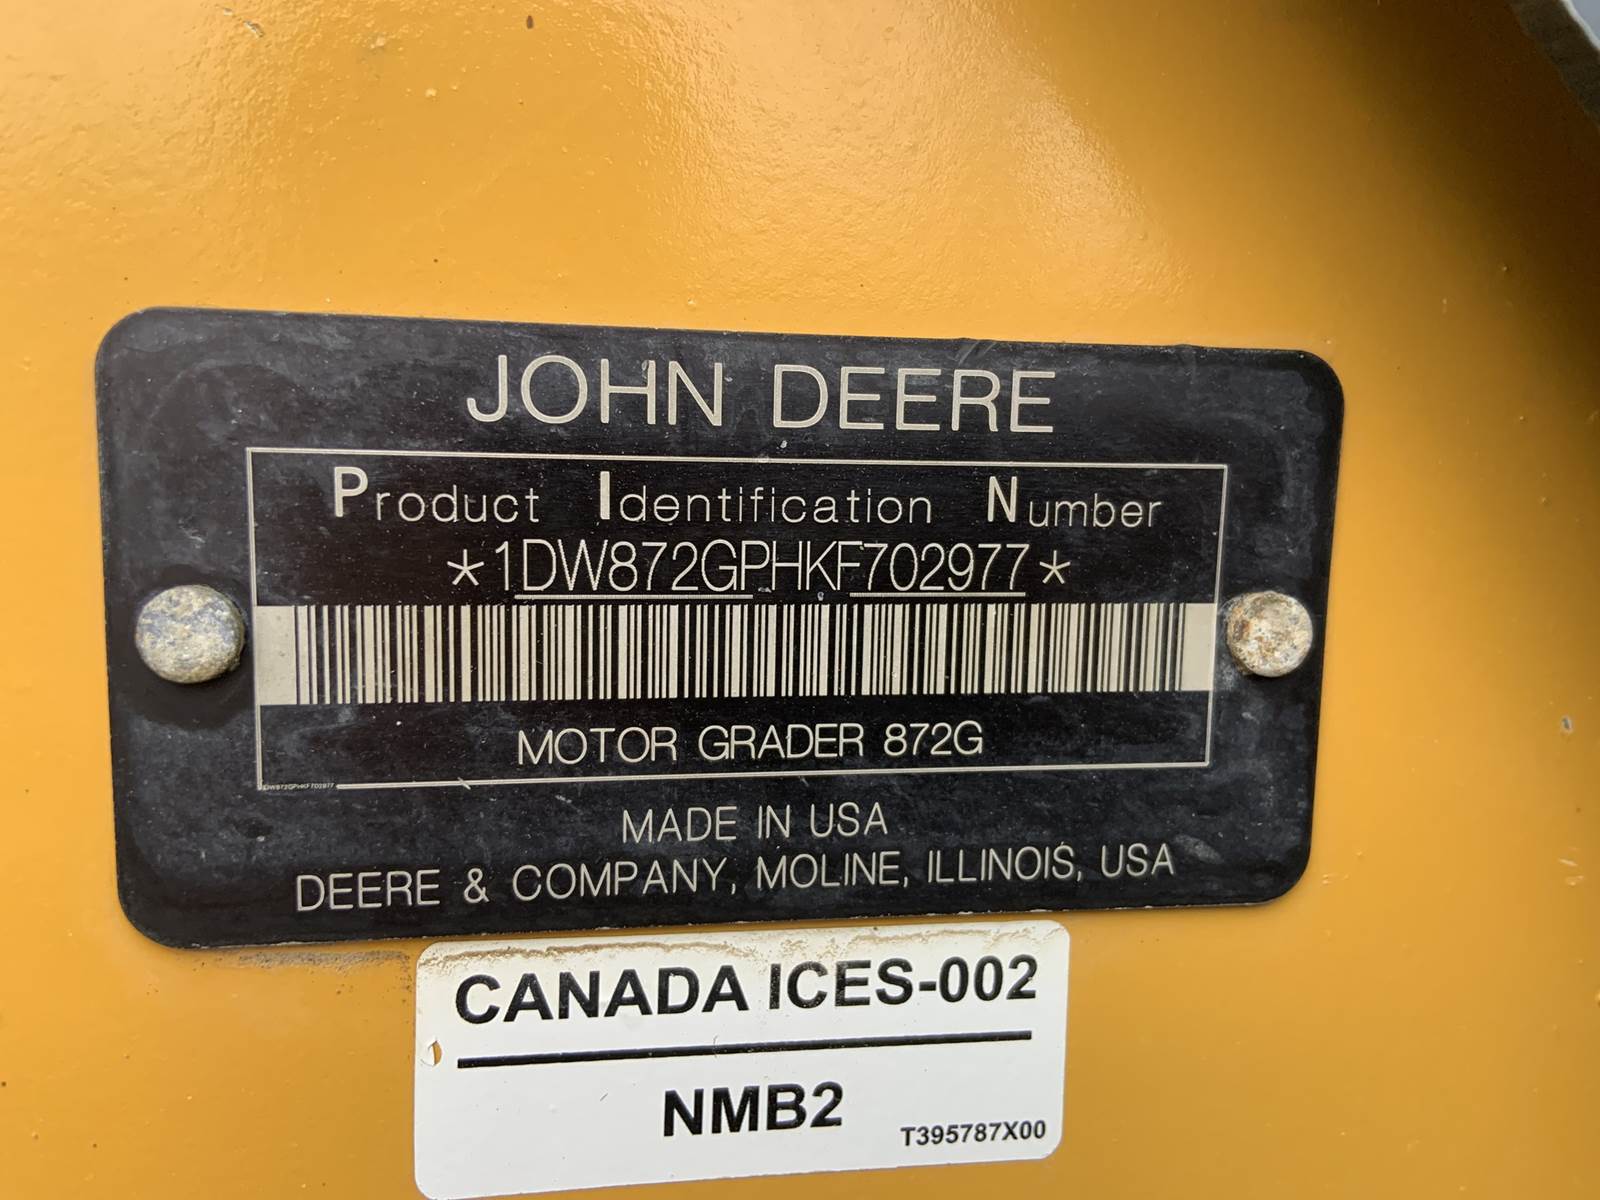 JOHN DEERE
Product Identification Number
*1DW872GPHKF702977*
MOTOR GRADER 872G
1DW872GPHKF702977
MADE IN USA
DEERE & COMPANY, MOLINE, ILLINOIS, USA
CANADA ICES-002
NMB2
T395787X00